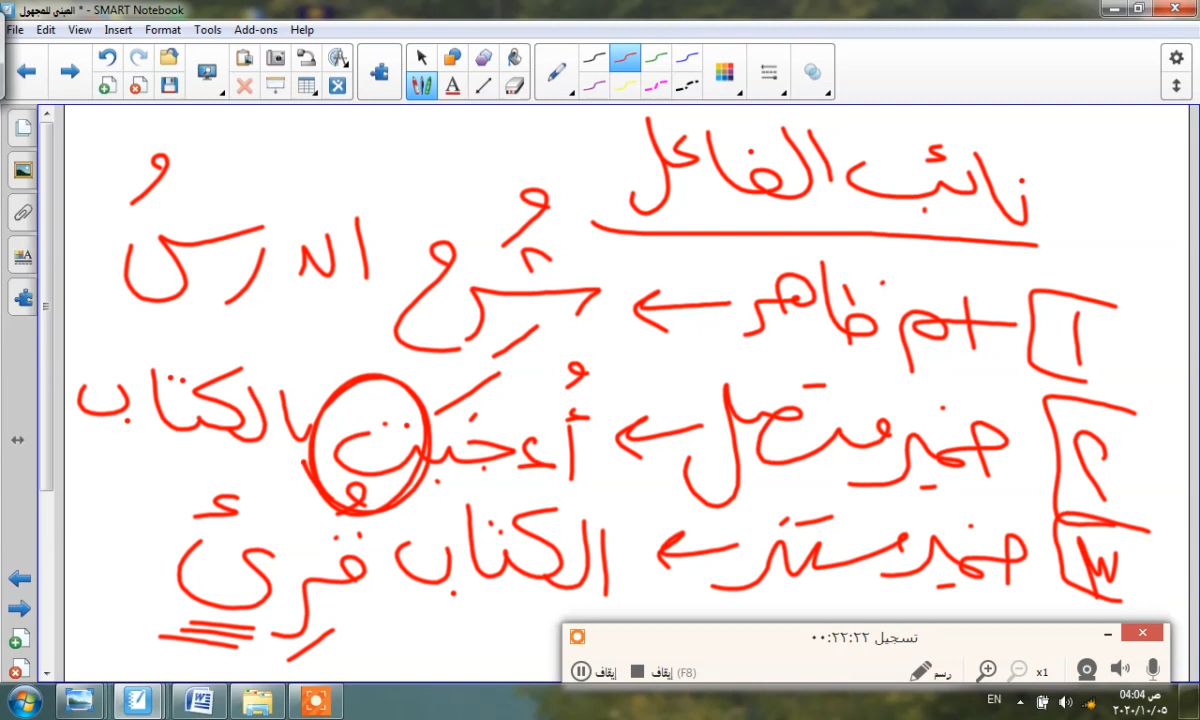 المبني للمجهول * - SMART Notebook
File Edit View Insert Format Tools Add-ons Help
نائب الفاعل
١ اسم ظاهر ← شُرِح الدرسُ
٢ ضمير متصل ← أُعجبت بالكتاب
٣ ضمير مستتر ← الكتاب قُرِئَ
تسجيل ٠٠:٢٢:٢٢
إيقاف إيقاف (F8) x1 رسم
EN 04:04 ص
٢٠٢٠/١٠/٠٥